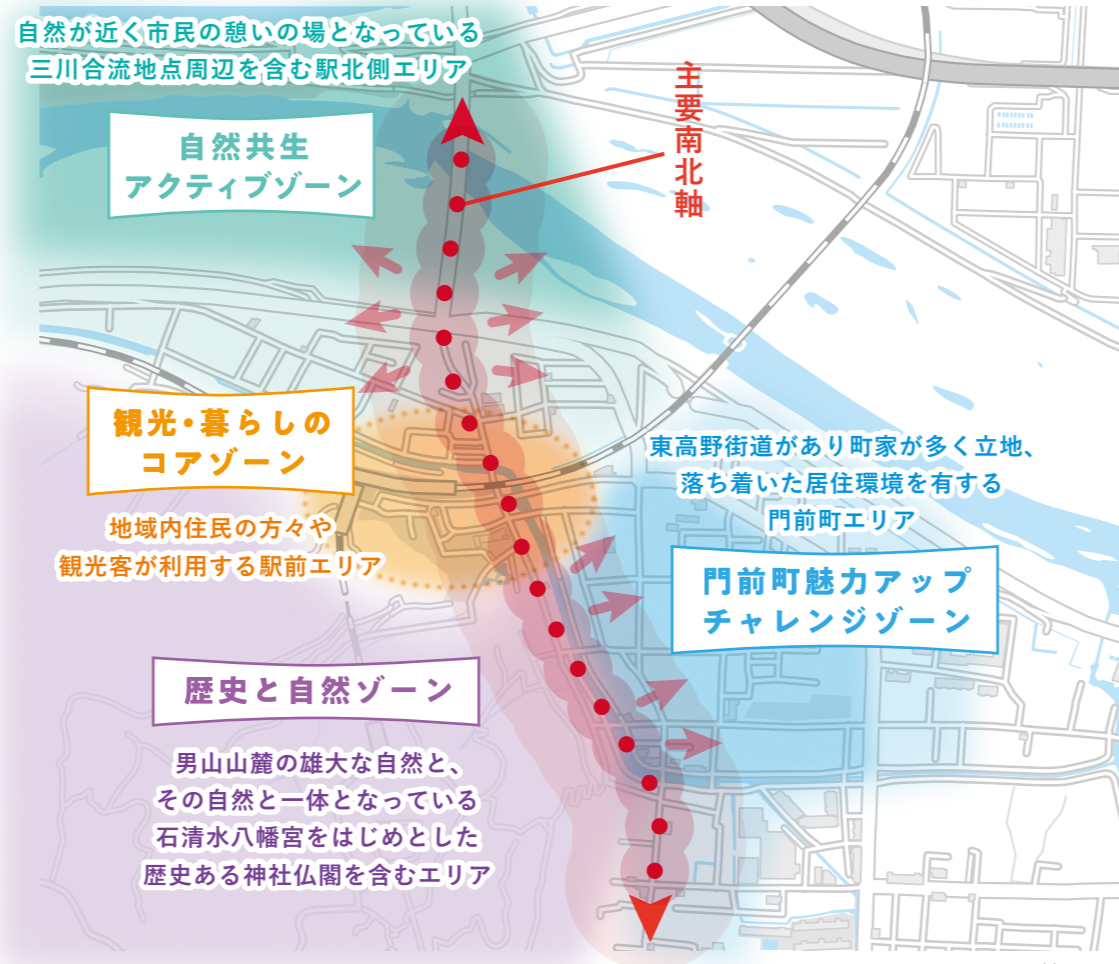 自然が近く市民の憩いの場となっている
三川合流地点周辺を含む駅北側エリア
自然共生
アクティブゾーン
主要南北軸
観光・暮らしの
コアゾーン
地域内住民の方々や
観光客が利用する駅前エリア
東高野街道があり町家が多く立地、
落ち着いた居住環境を有する
門前町エリア
門前町魅力アップ
チャレンジゾーン
歴史と自然ゾーン
男山山麓の雄大な自然と、
その自然と一体となっている
石清水八幡宮をはじめとした
歴史ある神社仏閣を含むエリア